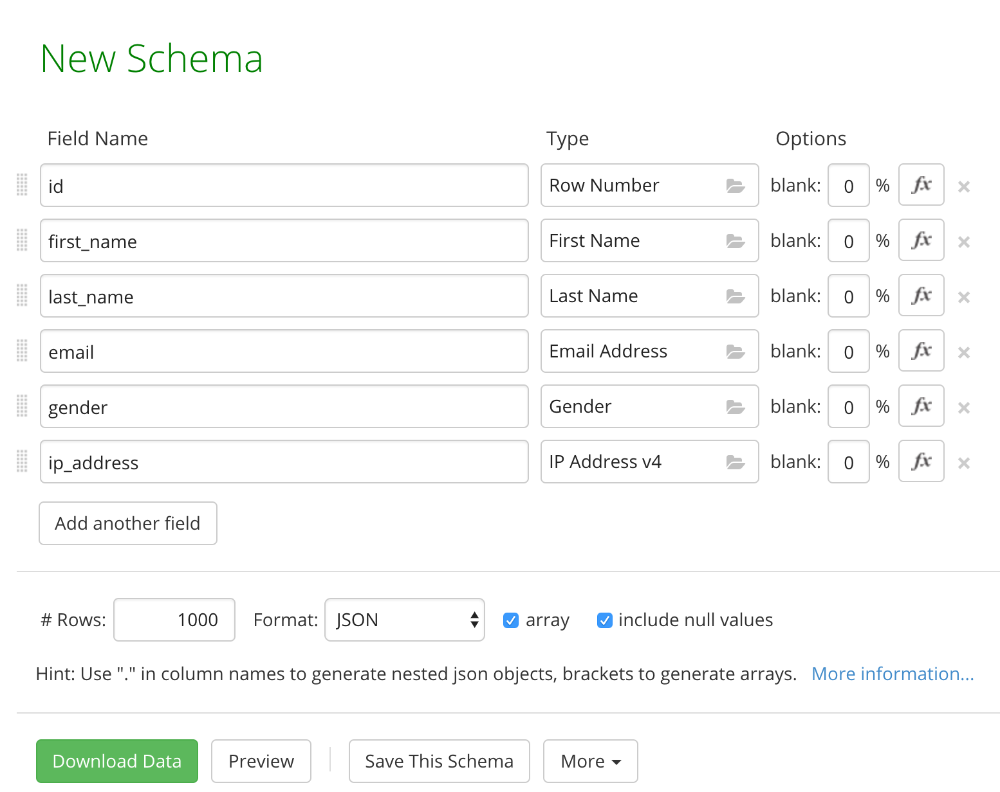 New Schema
Field Name Type Options
id Row Number blank: 0 % fx ×
first_name First Name blank: 0 % fx ×
last_name Last Name blank: 0 % fx ×
email Email Address blank: 0 % fx ×
gender Gender blank: 0 % fx ×
ip_address IP Address v4 blank: 0 % fx ×
Add another field
# Rows: 1000 Format: JSON array include null values
Hint: Use "." in column names to generate nested json objects, brackets to generate arrays. More information...
Download Data Preview Save This Schema More